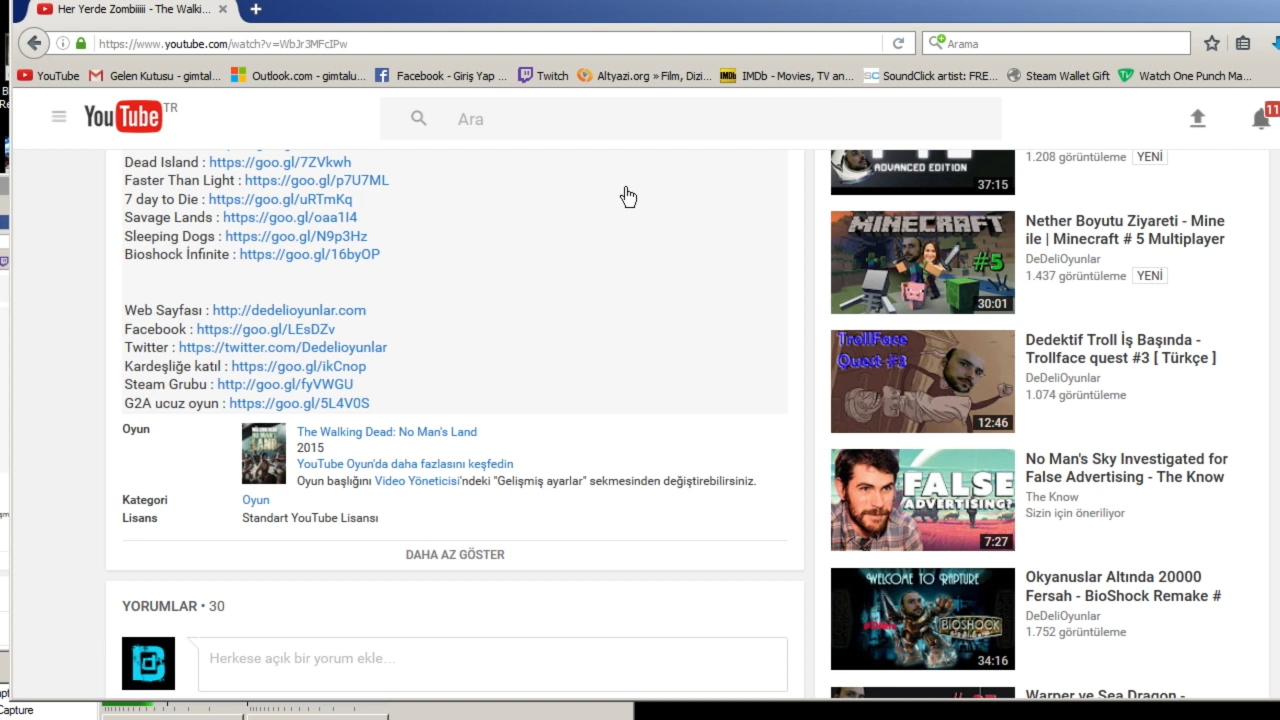 Her Yerde Zombiiiii - The Walki...
https://www.youtube.com/watch?v=WbJr3MFcIPw
Arama
YouTube
Gelen Kutusu - gimtal...
Outlook.com - gimtalu...
Facebook - Giriş Yap ...
Twitch
Altyazi.org » Film, Dizi...
IMDb - Movies, TV an...
SoundClick artist: FRE...
Steam Wallet Gift
Watch One Punch Ma...
YouTube TR
Ara
11
Dead Island : https://goo.gl/7ZVkwh
Faster Than Light : https://goo.gl/p7U7ML
7 day to Die : https://goo.gl/uRTmKq
Savage Lands : https://goo.gl/oaa1I4
Sleeping Dogs : https://goo.gl/N9p3Hz
Bioshock İnfinite : https://goo.gl/16byOP
Web Sayfası : http://dedelioyunlar.com
Facebook : https://goo.gl/LEsDZv
Twitter : https://twitter.com/Dedelioyunlar
Kardeşliğe katıl : https://goo.gl/ikCnop
Steam Grubu : http://goo.gl/fyVWGU
G2A ucuz oyun : https://goo.gl/5L4V0S
Oyun
The Walking Dead: No Man's Land
2015
YouTube Oyun'da daha fazlasını keşfedin
Oyun başlığını Video Yöneticisi'ndeki "Gelişmiş ayarlar" sekmesinden değiştirebilirsiniz.
Kategori
Oyun
Lisans
Standart YouTube Lisansı
DAHA AZ GÖSTER
YORUMLAR • 30
Herkese açık bir yorum ekle...
ADVANCED EDITION
37:15
1.208 görüntüleme YENİ
MINECRAFT
#5
30:01
Nether Boyutu Ziyareti - Mine
ile | Minecraft # 5 Multiplayer
DeDeliOyunlar
1.437 görüntüleme YENİ
TrollFace
Quest #3
12:46
Dedektif Troll İş Başında -
Trollface quest #3 [ Türkçe ]
DeDeliOyunlar
1.074 görüntüleme
FALSE
ADVERTISING?
7:27
No Man's Sky Investigated for
False Advertising - The Know
The Know
Sizin için öneriliyor
WELCOME TO RAPTURE
BIOSHOCK
34:16
Okyanuslar Altında 20000
Fersah - BioShock Remake #
DeDeliOyunlar
1.752 görüntüleme
Warper ve Sea Dragon -
Capture